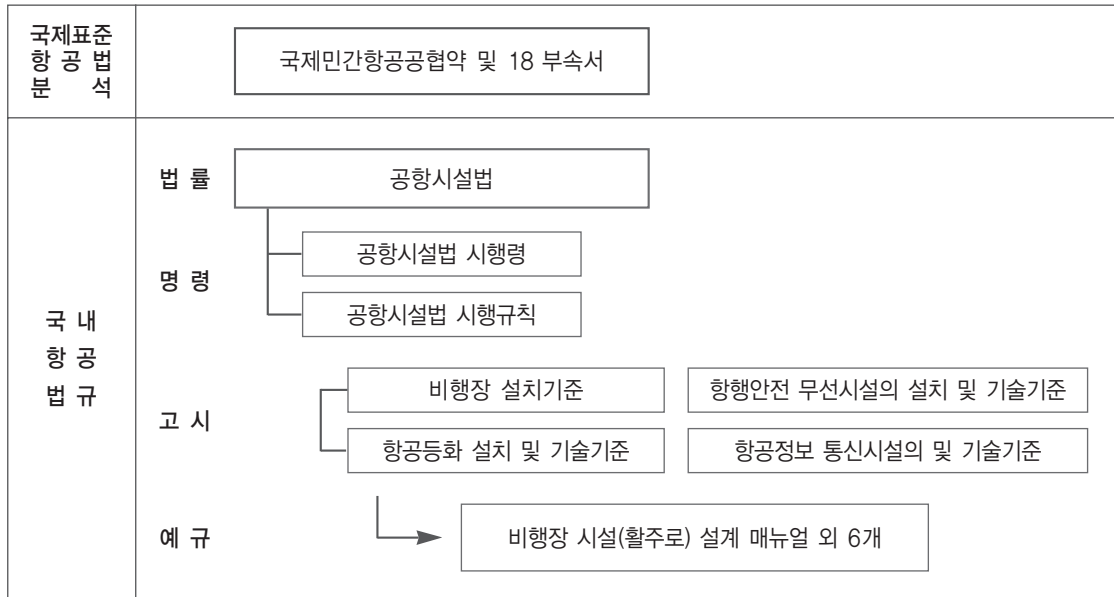 국제표준
항 공 법
분 석
국제민간항공공협약 및 18 부속서
국 내
항 공
법 규
법 률
공항시설법
명 령
공항시설법 시행령
공항시설법 시행규칙
고 시
비행장 설치기준
항행안전 무선시설의 설치 및 기술기준
항공등화 설치 및 기술기준
항공정보 통신시설의 및 기술기준
예 규
비행장 시설(활주로) 설계 매뉴얼 외 6개